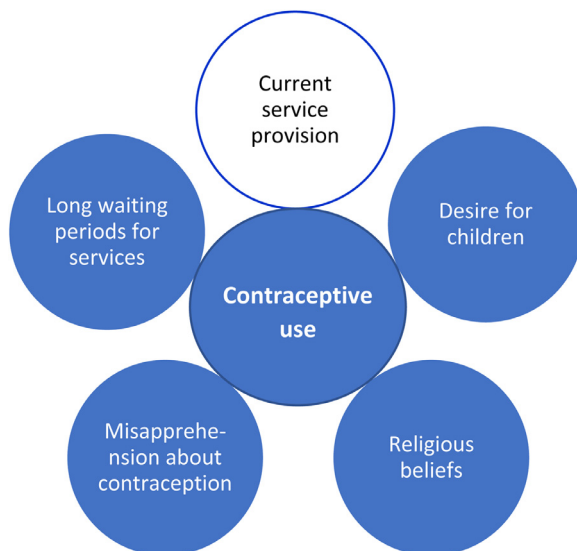 Current
service
provision
Long waiting
periods for
services
Desire for
children
Contraceptive
use
Misapprehe-
nsion about
contraception
Religious
beliefs